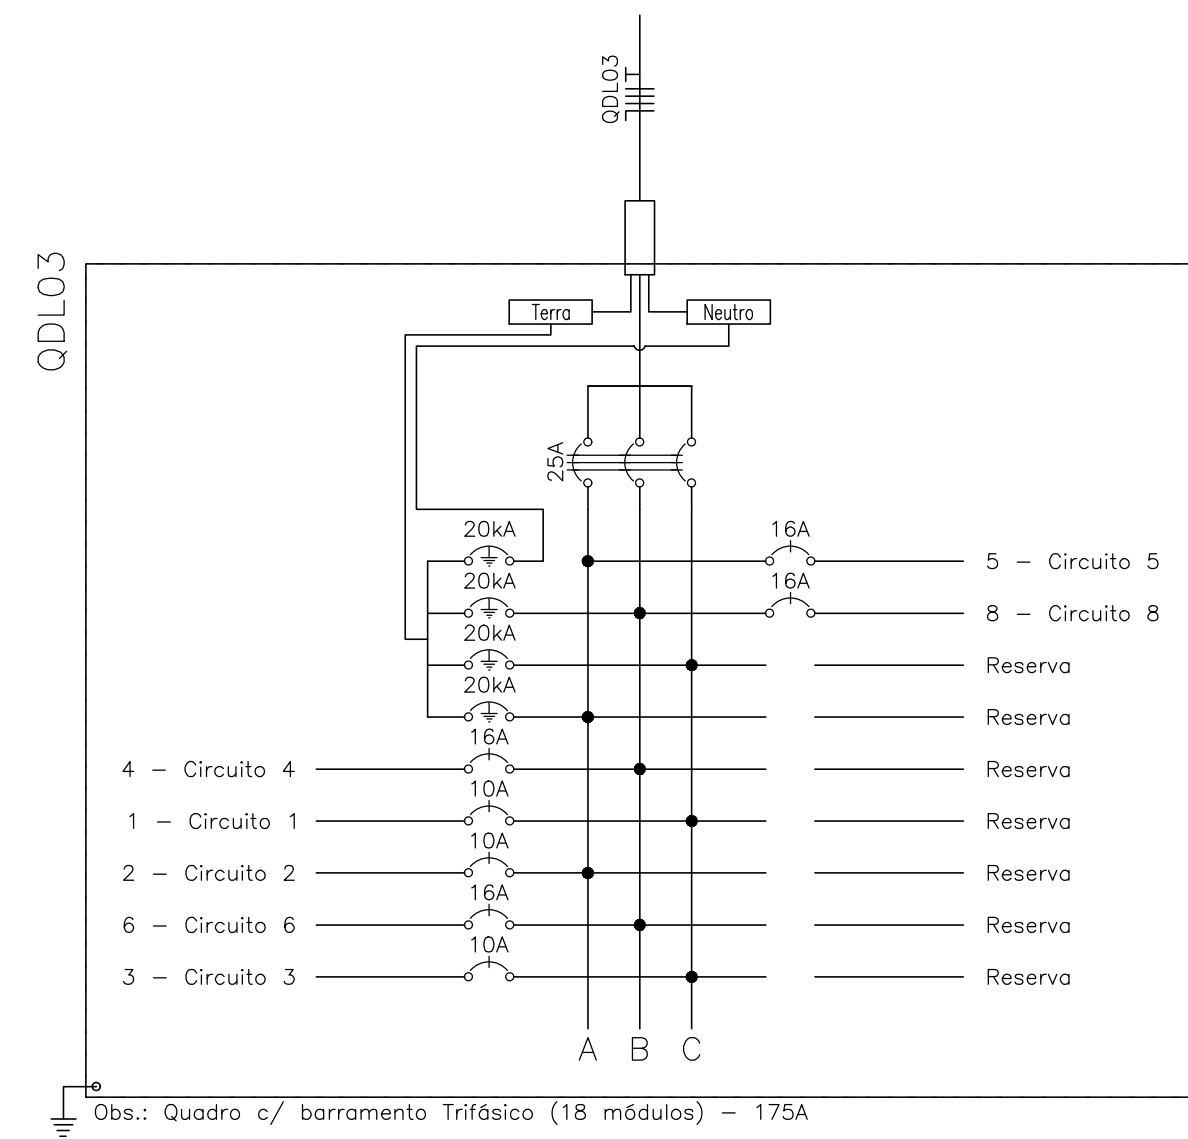 QDL03
QDL03
Terra
Neutro
25A
20kA
16A
5 - Circuito 5
20kA
16A
8 - Circuito 8
20kA
Reserva
20kA
Reserva
16A
4 - Circuito 4
Reserva
10A
1 - Circuito 1
Reserva
10A
2 - Circuito 2
Reserva
16A
6 - Circuito 6
Reserva
10A
3 - Circuito 3
Reserva
A B C
Obs.: Quadro c/ barramento Trifásico (18 módulos) - 175A